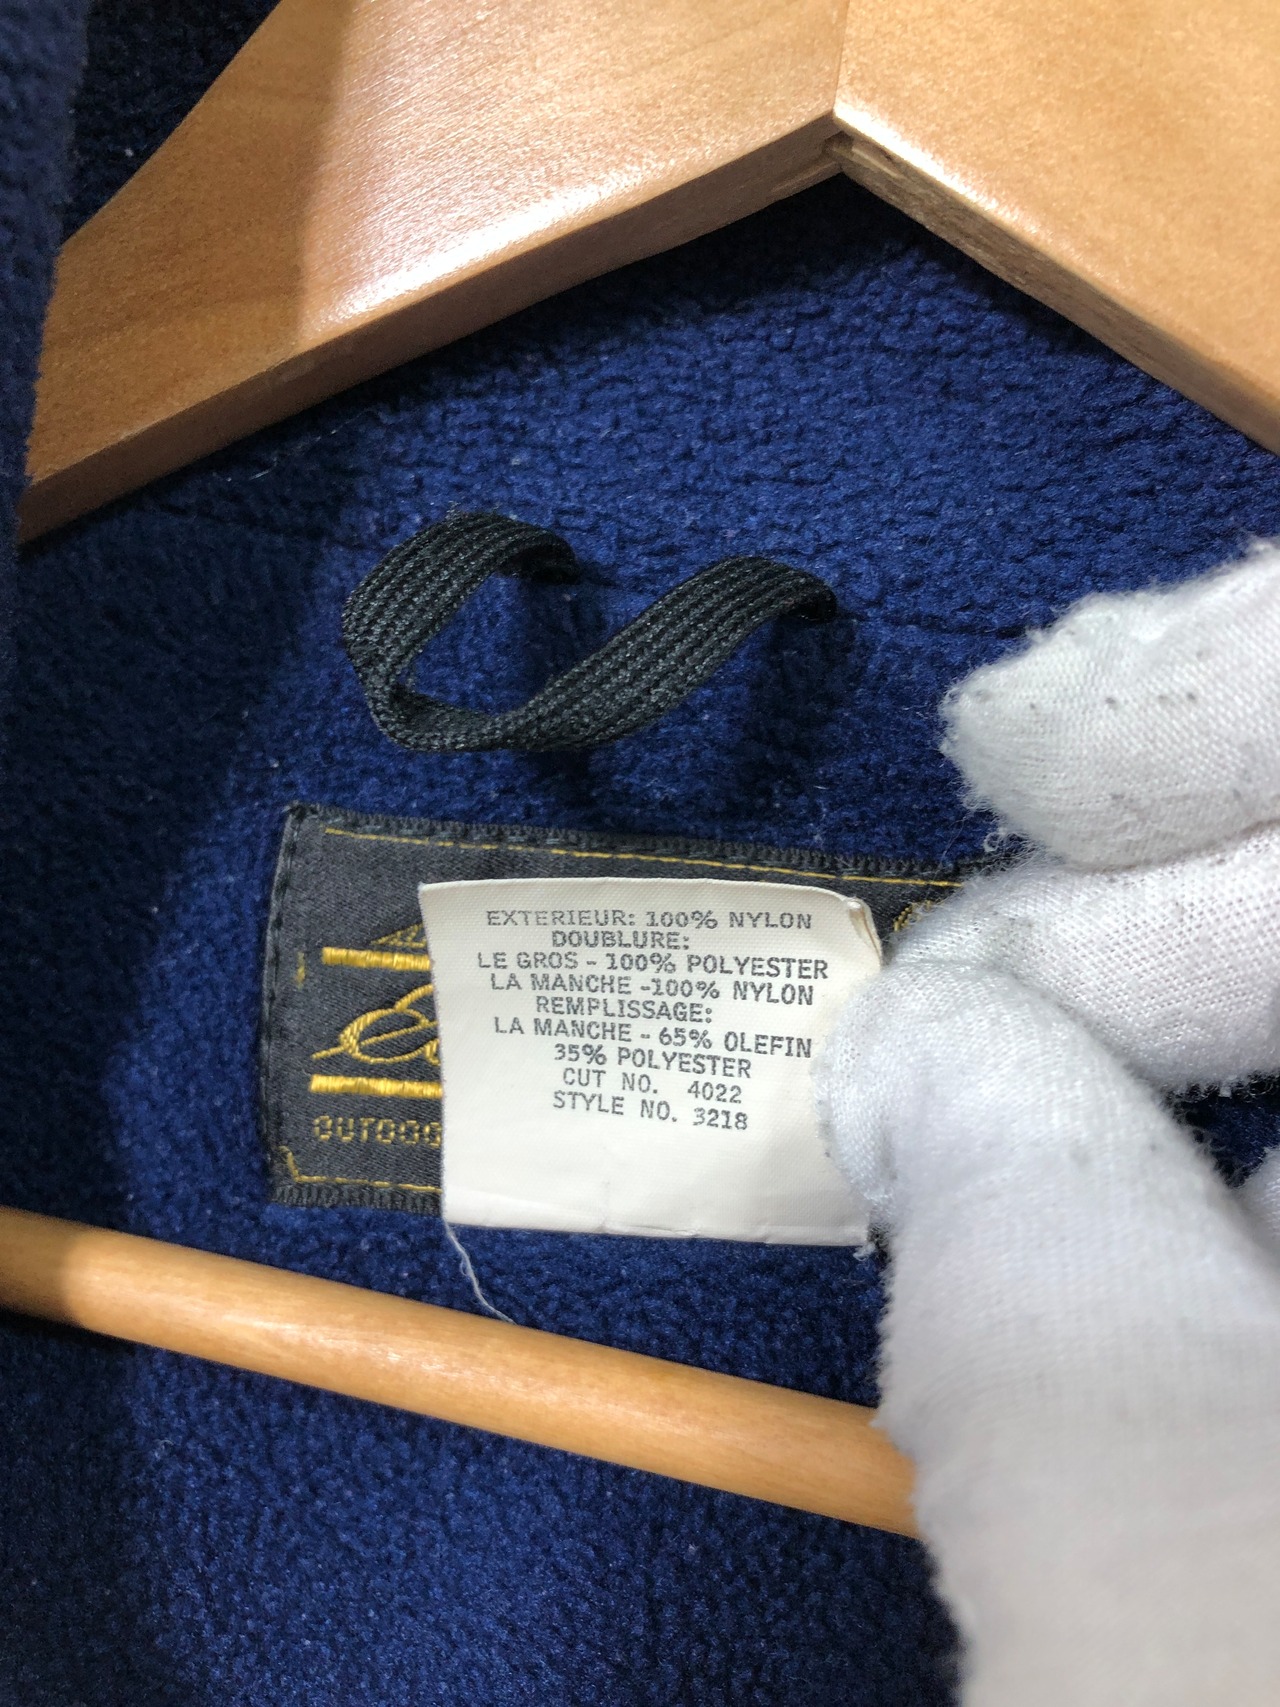 EXTERIEUR: 100% NYLON
DOUBLURE:
LE GROS - 100% POLYESTER
LA MANCHE -100% NYLON
REMPLISSAGE:
LA MANCHE - 65% OLEFIN
35% POLYESTER
CUT NO. 4022
STYLE NO. 3218